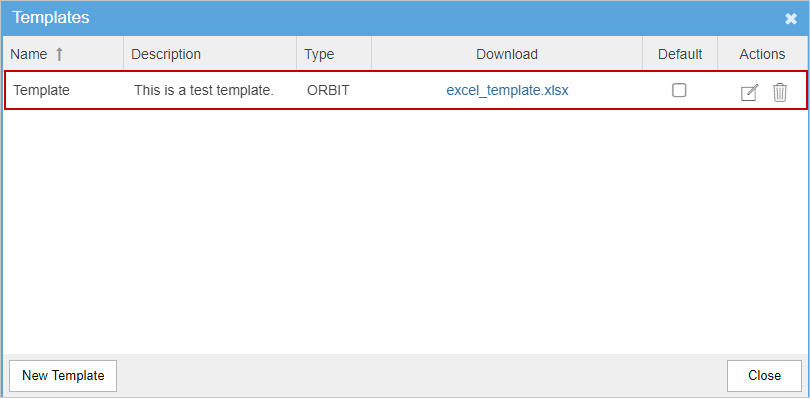 Templates
Name Description Type Download Default Actions
Template This is a test template. ORBIT excel_template.xlsx
New Template Close